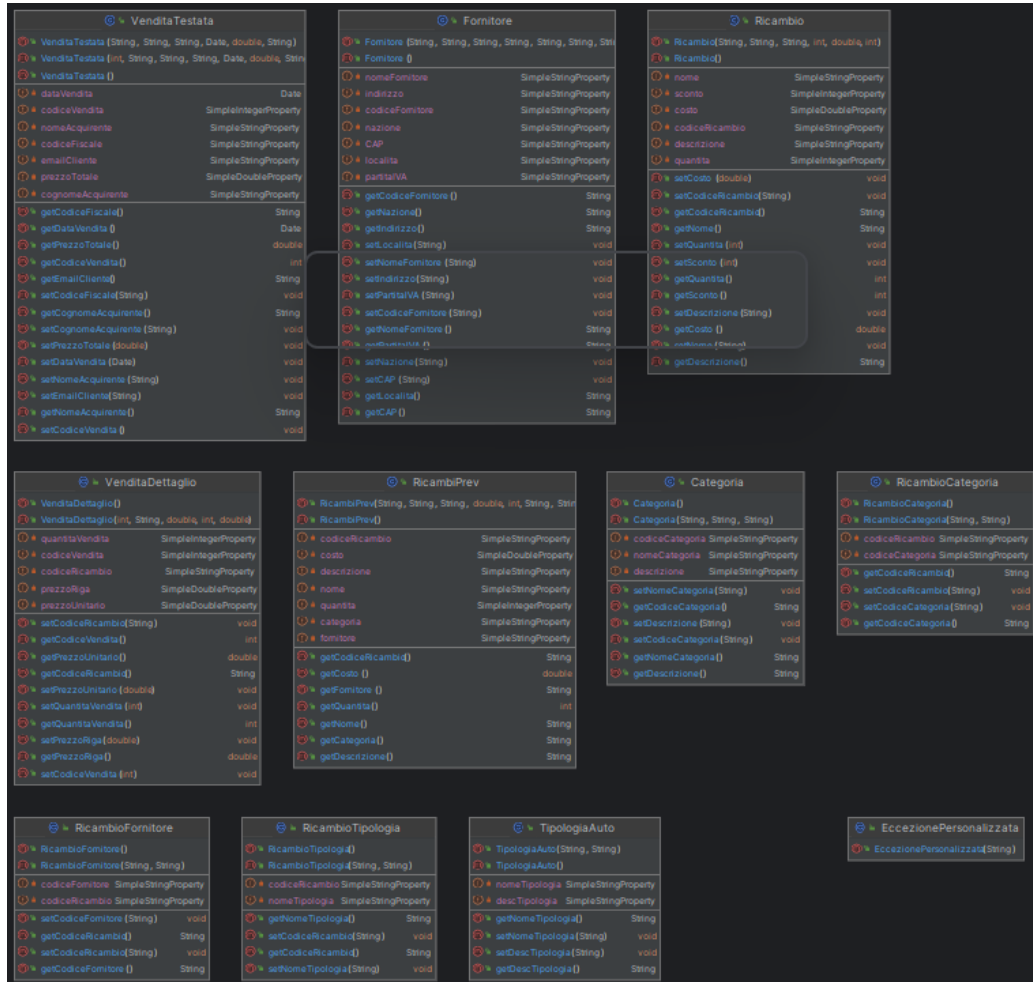 VenditaTestata
VenditaTestata (String, String, String, Date, double, String)
VenditaTestata (int, String, String, String, Date, double, Strin
VenditaTestata ()
dataVendita Date
codiceVendita SimpleIntegerProperty
nomeAcquirente SimpleStringProperty
codiceFiscale SimpleStringProperty
emailCliente SimpleStringProperty
prezzoTotale SimpleDoubleProperty
cognomeAcquirente SimpleStringProperty
getCodiceFiscale() String
getDataVendita () Date
getPrezzoTotale() double
getCodiceVendita() int
getEmailCliente() String
setCodiceFiscale(String) void
getCognomeAcquirente() String
setCognomeAcquirente (String) void
setPrezzoTotale (double) void
setDataVendita (Date) void
setNomeAcquirente (String) void
setEmailCliente(String) void
getNomeAcquirente() String
setCodiceVendita () void
Fornitore
Fornitore (String, String, String, String, String, String, Stri
Fornitore ()
nomeFornitore SimpleStringProperty
indirizzo SimpleStringProperty
codiceFornitore SimpleStringProperty
nazione SimpleStringProperty
CAP SimpleStringProperty
localita SimpleStringProperty
partitaIVA SimpleStringProperty
getCodiceFornitore () String
getNazione() String
getIndirizzo() String
setLocalita(String) void
setNomeFornitore (String) void
setIndirizzo(String) void
setPartitaIVA (String) void
setCodiceFornitore (String) void
getNomeFornitore () String
getPartitaIVA () String
setNazione(String) void
setCAP (String) void
getLocalita() String
getCAP () String
Ricambio
Ricambio(String, String, String, int, double, int)
Ricambio()
nome SimpleStringProperty
sconto SimpleIntegerProperty
costo SimpleDoubleProperty
codiceRicambio SimpleStringProperty
descrizione SimpleStringProperty
quantita SimpleIntegerProperty
setCosto (double) void
setCodiceRicambio(String) void
getCodiceRicambio() String
getNome() String
setQuantita (int) void
setSconto (int) void
getQuantita() int
getSconto () int
setDescrizione (String) void
getCosto () double
setNome (String) void
getDescrizione() String
VenditaDettaglio
VenditaDettaglio()
VenditaDettaglio(int, String, double, int, double)
quantitaVendita SimpleIntegerProperty
codiceVendita SimpleIntegerProperty
codiceRicambio SimpleStringProperty
prezzoRiga SimpleDoubleProperty
prezzoUnitario SimpleDoubleProperty
setCodiceRicambio(String) void
getCodiceVendita() int
getPrezzoUnitario() double
getCodiceRicambio() String
setPrezzoUnitario (double) void
setQuantitaVendita (int) void
getQuantitaVendita() int
setPrezzoRiga(double) void
getPrezzoRiga() double
setCodiceVendita (int) void
RicambiPrev
RicambiPrev(String, String, String, double, int, String, Strin
RicambiPrev()
codiceRicambio SimpleStringProperty
costo SimpleDoubleProperty
descrizione SimpleStringProperty
nome SimpleStringProperty
quantita SimpleIntegerProperty
categoria SimpleStringProperty
fornitore SimpleStringProperty
getCodiceRicambio() String
getCosto () double
getFornitore () String
getQuantita() int
getNome() String
getCategoria() String
getDescrizione() String
Categoria
Categoria()
Categoria(String, String, String)
codiceCategoria SimpleStringProperty
nomeCategoria SimpleStringProperty
descrizione SimpleStringProperty
setNomeCategoria(String) void
getCodiceCategoria() String
setDescrizione (String) void
setCodiceCategoria(String) void
getNomeCategoria() String
getDescrizione() String
RicambioCategoria
RicambioCategoria()
RicambioCategoria(String, String)
codiceRicambio SimpleStringProperty
codiceCategoria SimpleStringProperty
getCodiceRicambio() String
setCodiceRicambio(String) void
setCodiceCategoria(String) void
getCodiceCategoria() String
RicambioFornitore
RicambioFornitore()
RicambioFornitore(String, String)
codiceFornitore SimpleStringProperty
codiceRicambio SimpleStringProperty
setCodiceFornitore (String) void
getCodiceRicambio() String
setCodiceRicambio(String) void
getCodiceFornitore () String
RicambioTipologia
RicambioTipologia()
RicambioTipologia(String, String)
codiceRicambio SimpleStringProperty
nomeTipologia SimpleStringProperty
getNomeTipologia() String
setCodiceRicambio(String) void
getCodiceRicambio() String
setNomeTipologia(String) void
TipologiaAuto
TipologiaAuto(String, String)
TipologiaAuto()
nomeTipologia SimpleStringProperty
descTipologia SimpleStringProperty
getNomeTipologia() String
setNomeTipologia(String) void
setDescTipologia(String) void
getDescTipologia() String
EccezionePersonalizzata
EccezionePersonalizzata(String)